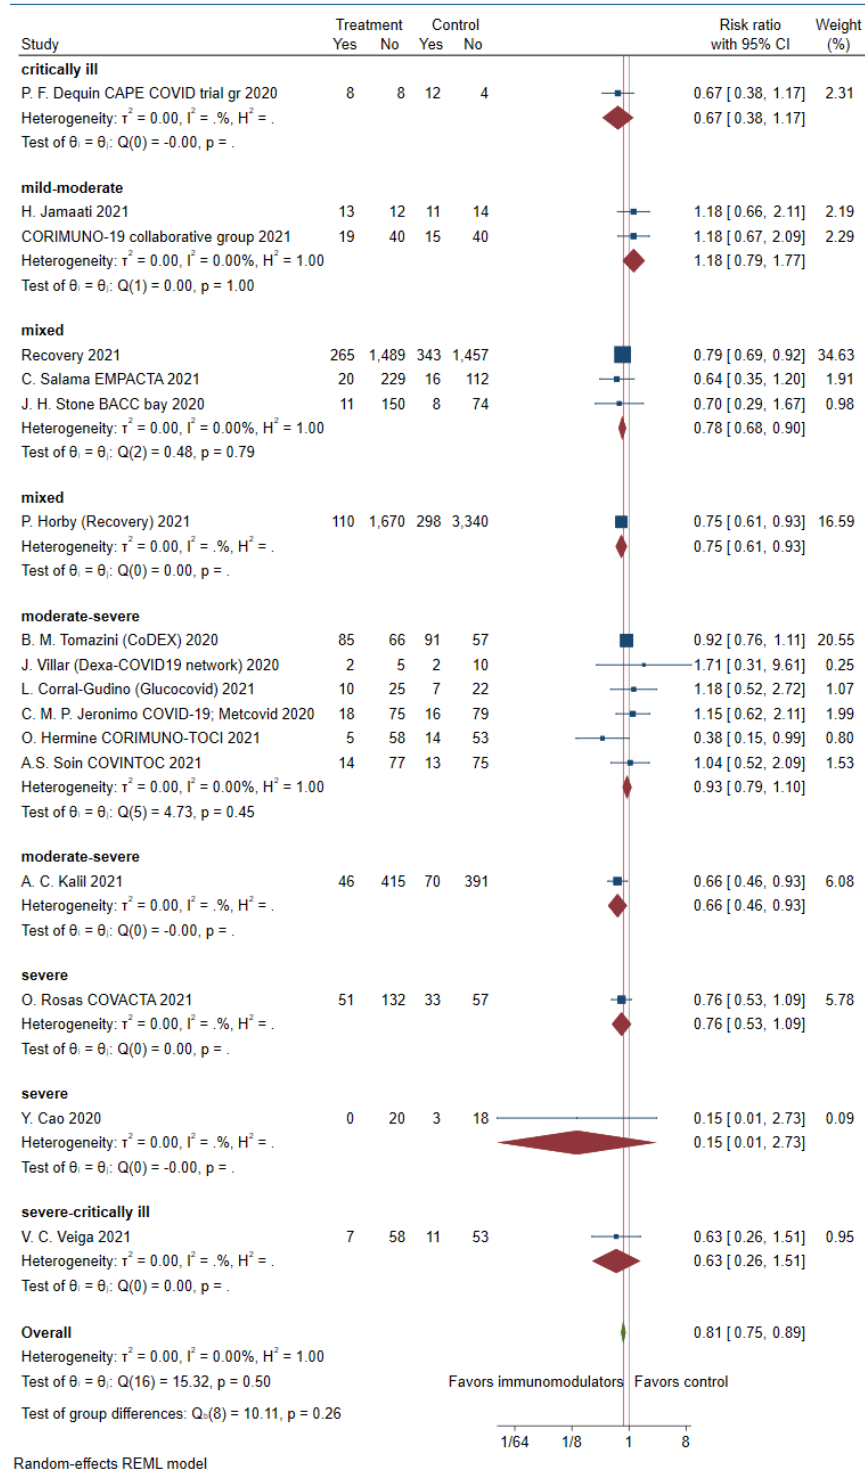 Treatment Control Risk ratio Weight
Study Yes No Yes No with 95% CI (%)
critically ill
P. F. Dequin CAPE COVID trial gr 2020 8 8 12 4 0.67 [ 0.38, 1.17] 2.31
Heterogeneity: τ² = 0.00, I² = .%, H² = . 0.67 [ 0.38, 1.17]
Test of θᵢ = θⱼ: Q(0) = -0.00, p = .
mild-moderate
H. Jamaati 2021 13 12 11 14 1.18 [ 0.66, 2.11] 2.19
CORIMUNO-19 collaborative group 2021 19 40 15 40 1.18 [ 0.67, 2.09] 2.29
Heterogeneity: τ² = 0.00, I² = 0.00%, H² = 1.00 1.18 [ 0.79, 1.77]
Test of θᵢ = θⱼ: Q(1) = 0.00, p = 1.00
mixed
Recovery 2021 265 1,489 343 1,457 0.79 [ 0.69, 0.92] 34.63
C. Salama EMPACTA 2021 20 229 16 112 0.64 [ 0.35, 1.20] 1.91
J. H. Stone BACC bay 2020 11 150 8 74 0.70 [ 0.29, 1.67] 0.98
Heterogeneity: τ² = 0.00, I² = 0.00%, H² = 1.00 0.78 [ 0.68, 0.90]
Test of θᵢ = θⱼ: Q(2) = 0.48, p = 0.79
mixed
P. Horby (Recovery) 2021 110 1,670 298 3,340 0.75 [ 0.61, 0.93] 16.59
Heterogeneity: τ² = 0.00, I² = .%, H² = . 0.75 [ 0.61, 0.93]
Test of θᵢ = θⱼ: Q(0) = 0.00, p = .
moderate-severe
B. M. Tomazini (CoDEX) 2020 85 66 91 57 0.92 [ 0.76, 1.11] 20.55
J. Villar (Dexa-COVID19 network) 2020 2 5 2 10 1.71 [ 0.31, 9.61] 0.25
L. Corral-Gudino (Glucocovid) 2021 10 25 7 22 1.18 [ 0.52, 2.72] 1.07
C. M. P. Jeronimo COVID-19; Metcovid 2020 18 75 16 79 1.15 [ 0.62, 2.11] 1.99
O. Hermine CORIMUNO-TOCI 2021 5 58 14 53 0.38 [ 0.15, 0.99] 0.80
A.S. Soin COVINTOC 2021 14 77 13 75 1.04 [ 0.52, 2.09] 1.53
Heterogeneity: τ² = 0.00, I² = 0.00%, H² = 1.00 0.93 [ 0.79, 1.10]
Test of θᵢ = θⱼ: Q(5) = 4.73, p = 0.45
moderate-severe
A. C. Kalil 2021 46 415 70 391 0.66 [ 0.46, 0.93] 6.08
Heterogeneity: τ² = 0.00, I² = .%, H² = . 0.66 [ 0.46, 0.93]
Test of θᵢ = θⱼ: Q(0) = -0.00, p = .
severe
O. Rosas COVACTA 2021 51 132 33 57 0.76 [ 0.53, 1.09] 5.78
Heterogeneity: τ² = 0.00, I² = .%, H² = . 0.76 [ 0.53, 1.09]
Test of θᵢ = θⱼ: Q(0) = 0.00, p = .
severe
Y. Cao 2020 0 20 3 18 0.15 [ 0.01, 2.73] 0.09
Heterogeneity: τ² = 0.00, I² = .%, H² = . 0.15 [ 0.01, 2.73]
Test of θᵢ = θⱼ: Q(0) = -0.00, p = .
severe-critically ill
V. C. Veiga 2021 7 58 11 53 0.63 [ 0.26, 1.51] 0.95
Heterogeneity: τ² = 0.00, I² = .%, H² = . 0.63 [ 0.26, 1.51]
Test of θᵢ = θⱼ: Q(0) = 0.00, p = .
Overall 0.81 [ 0.75, 0.89]
Heterogeneity: τ² = 0.00, I² = 0.00%, H² = 1.00
Test of θᵢ = θⱼ: Q(16) = 15.32, p = 0.50 Favors immunomodulators Favors control
Test of group differences: Q_b(8) = 10.11, p = 0.26
1/64 1/8 1 8
Random-effects REML model